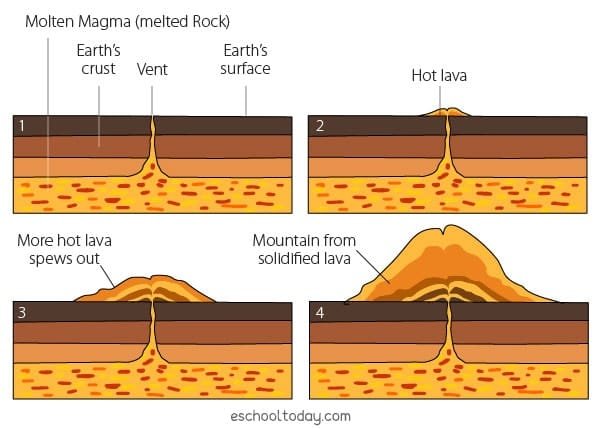 Molten Magma (melted Rock)
Earth's
crust
Vent
Earth's
surface
Hot lava
1
2
More hot lava
spews out
Mountain from
solidified lava
3
4
eschooltoday.com